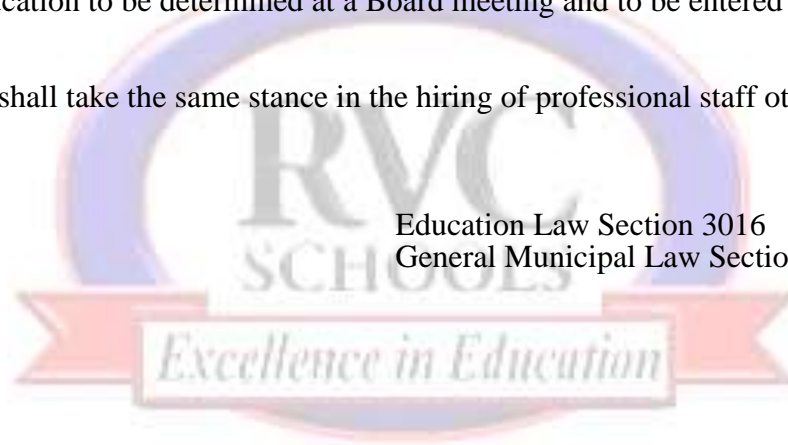 ucation to be determined at a Board meeting and to be entered
shall take the same stance in the hiring of professional staff ot
RVC
Education Law Section 3016
SCHOOLS
General Municipal Law Sectio
Excellence in Education